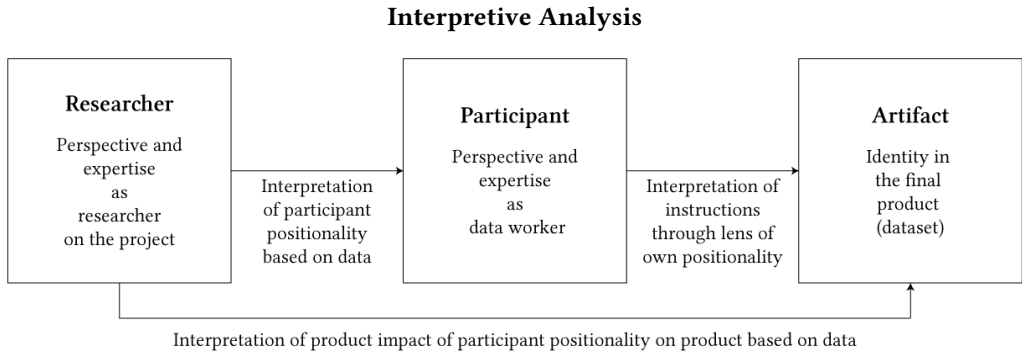 Interpretive Analysis
Researcher
Perspective and
expertise
as
researcher
on the project
Interpretation
of participant
positionality
based on data
Participant
Perspective and
expertise
as
data worker
Interpretation of
instructions
through lens of
own positionality
Artifact
Identity in
the final
product
(dataset)
Interpretation of product impact of participant positionality on product based on data